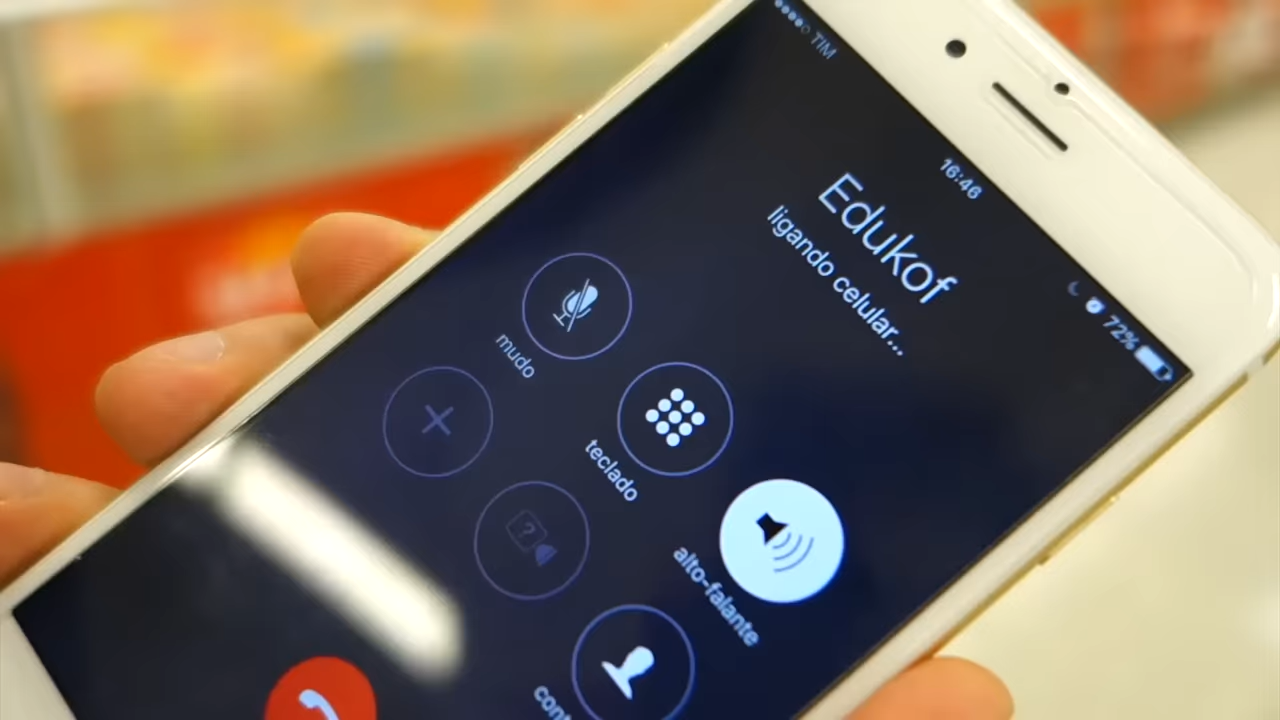 TIM
16:46
72%
Edukof
ligando celular...
mudo
teclado
alto-falante
?